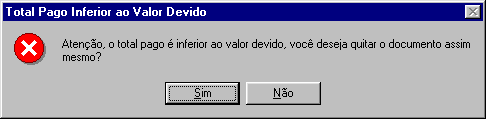 Total Pago Inferior ao Valor Devido
Atenção, o total pago é inferior ao valor devido, você deseja quitar o documento assim
mesmo?
Sim
Não